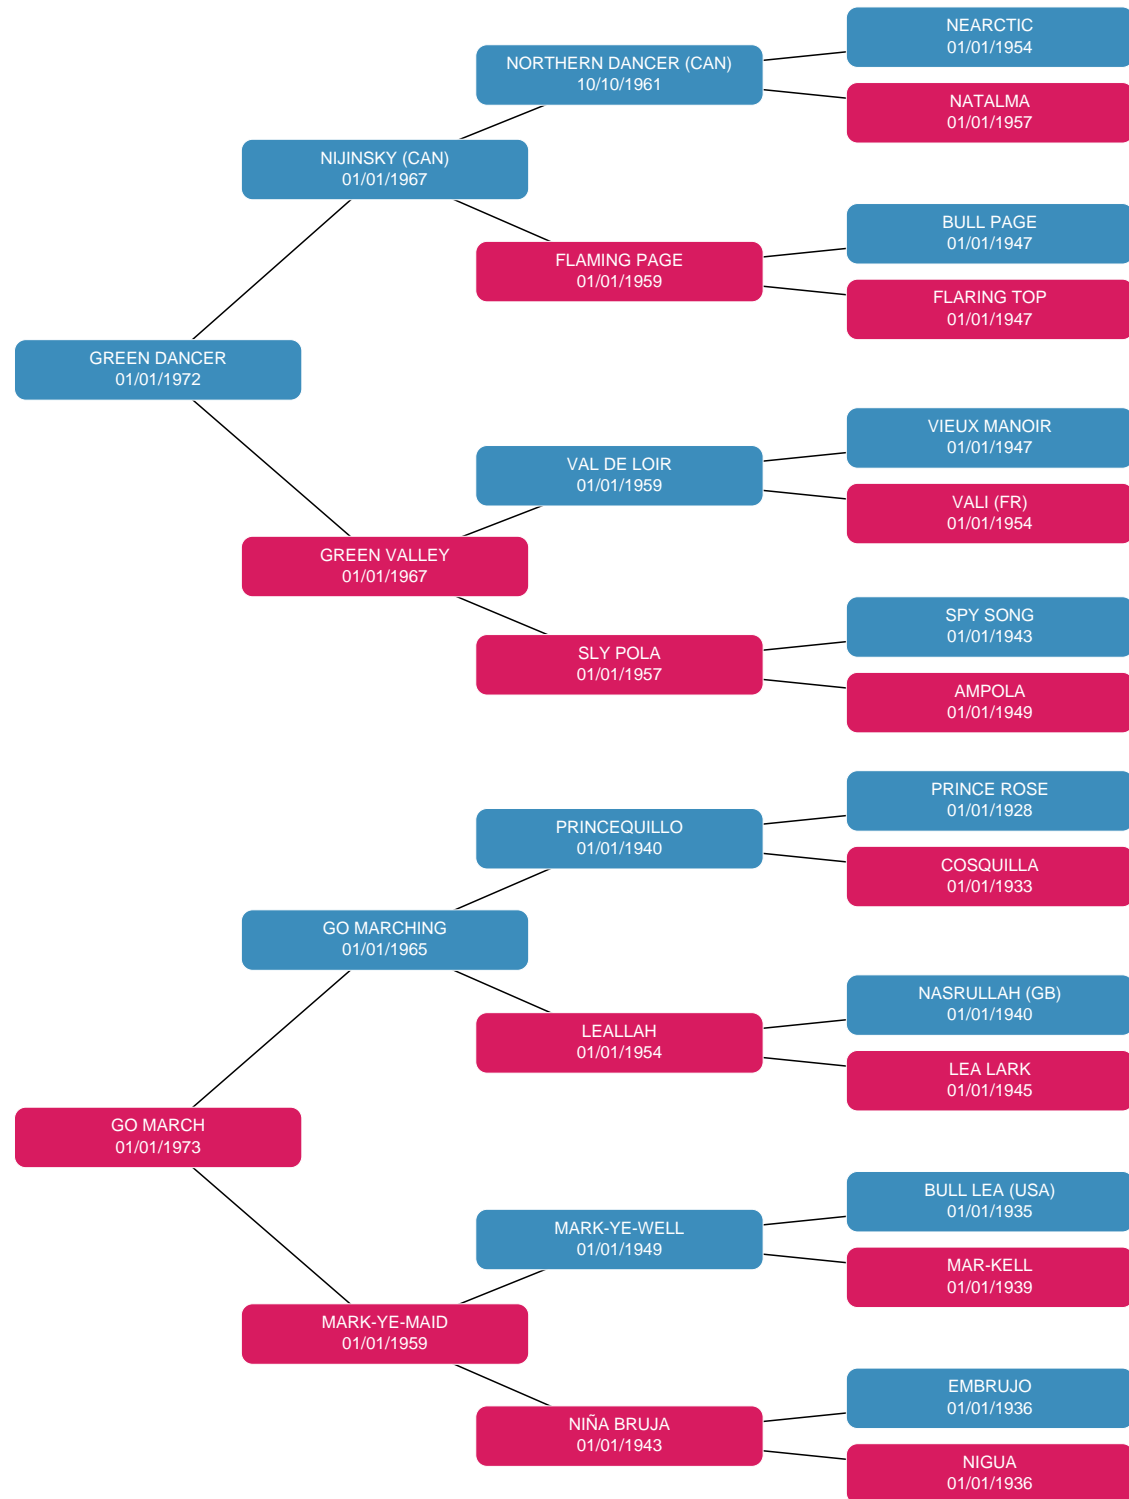 NEARCTIC
01/01/1954
NORTHERN DANCER (CAN)
10/10/1961
NATALMA
01/01/1957
NIJINSKY (CAN)
01/01/1967
BULL PAGE
01/01/1947
FLAMING PAGE
01/01/1959
FLARING TOP
01/01/1947
GREEN DANCER
01/01/1972
VIEUX MANOIR
01/01/1947
VAL DE LOIR
01/01/1959
VALI (FR)
01/01/1954
GREEN VALLEY
01/01/1967
SPY SONG
01/01/1943
SLY POLA
01/01/1957
AMPOLA
01/01/1949
PRINCE ROSE
01/01/1928
PRINCEQUILLO
01/01/1940
COSQUILLA
01/01/1933
GO MARCHING
01/01/1965
NASRULLAH (GB)
01/01/1940
LEALLAH
01/01/1954
LEA LARK
01/01/1945
GO MARCH
01/01/1973
BULL LEA (USA)
01/01/1935
MARK-YE-WELL
01/01/1949
MAR-KELL
01/01/1939
MARK-YE-MAID
01/01/1959
EMBRUJO
01/01/1936
NIÑA BRUJA
01/01/1943
NIGUA
01/01/1936